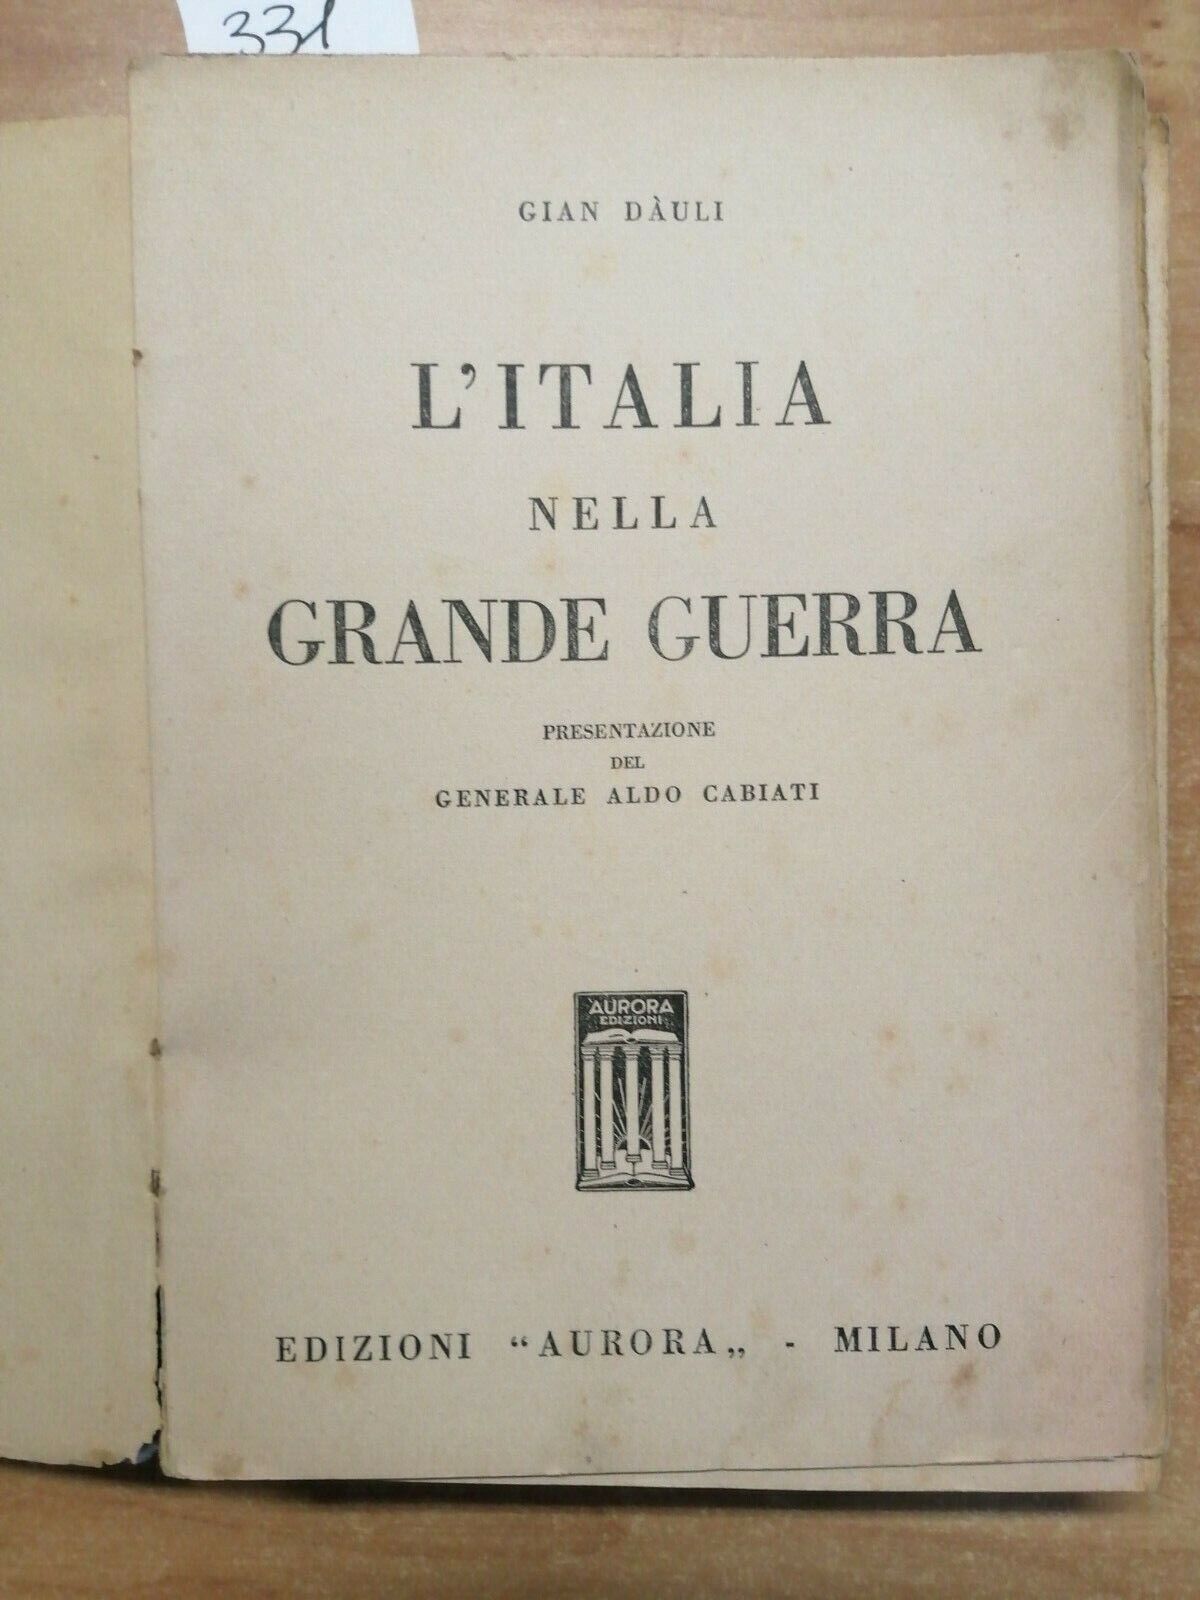 331
GIAN DÀULI
L'ITALIA
NELLA
GRANDE GUERRA
PRESENTAZIONE
DEL
GENERALE ALDO CABIATI
AURORA
EDIZIONI
EDIZIONI “AURORA„ - MILANO